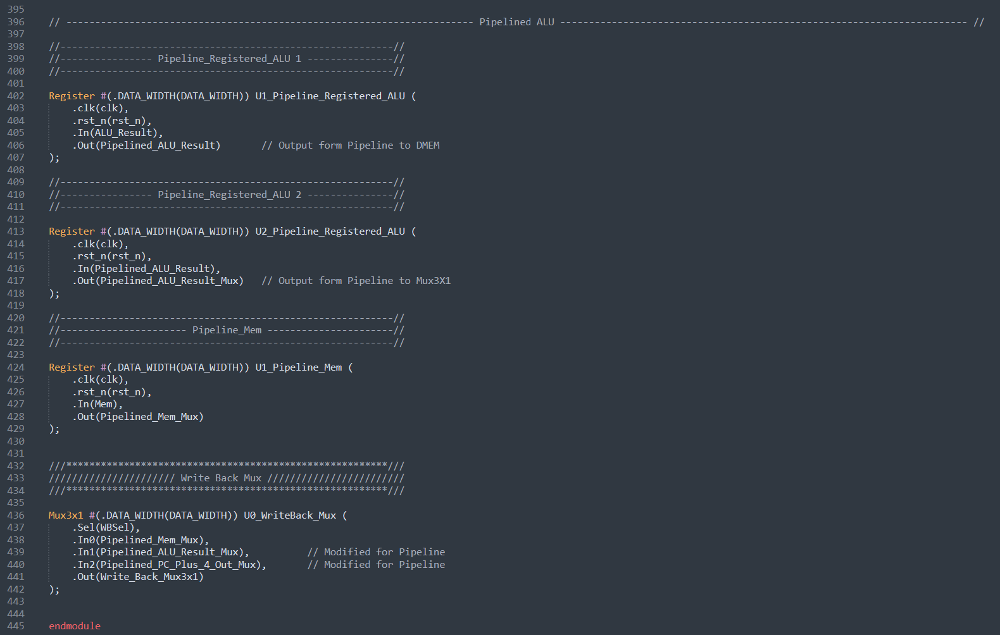 395
396 // ----------------------------------------------------------------------- Pipelined ALU ----------------------------------------------------------------------- //
397
398 //----------------------------------------------------------//
399 //---------------- Pipeline_Registered_ALU 1 ---------------//
400 //----------------------------------------------------------//
401
402 Register #(.DATA_WIDTH(DATA_WIDTH)) U1_Pipeline_Registered_ALU (
403 .clk(clk),
404 .rst_n(rst_n),
405 .In(ALU_Result),
406 .Out(Pipelined_ALU_Result) // Output form Pipeline to DMEM
407 );
408
409 //----------------------------------------------------------//
410 //---------------- Pipeline_Registered_ALU 2 ---------------//
411 //----------------------------------------------------------//
412
413 Register #(.DATA_WIDTH(DATA_WIDTH)) U2_Pipeline_Registered_ALU (
414 .clk(clk),
415 .rst_n(rst_n),
416 .In(Pipelined_ALU_Result),
417 .Out(Pipelined_ALU_Result_Mux) // Output form Pipeline to Mux3X1
418 );
419
420 //----------------------------------------------------------//
421 //---------------------- Pipeline_Mem ----------------------//
422 //----------------------------------------------------------//
423
424 Register #(.DATA_WIDTH(DATA_WIDTH)) U1_Pipeline_Mem (
425 .clk(clk),
426 .rst_n(rst_n),
427 .In(Mem),
428 .Out(Pipelined_Mem_Mux)
429 );
430
431
432 ///********************************************************///
433 ////////////////////// Write Back Mux ////////////////////////
434 ///********************************************************///
435
436 Mux3x1 #(.DATA_WIDTH(DATA_WIDTH)) U0_WriteBack_Mux (
437 .Sel(WBSel),
438 .In0(Pipelined_Mem_Mux),
439 .In1(Pipelined_ALU_Result_Mux), // Modified for Pipeline
440 .In2(Pipelined_PC_Plus_4_Out_Mux), // Modified for Pipeline
441 .Out(Write_Back_Mux3x1)
442 );
443
444
445 endmodule